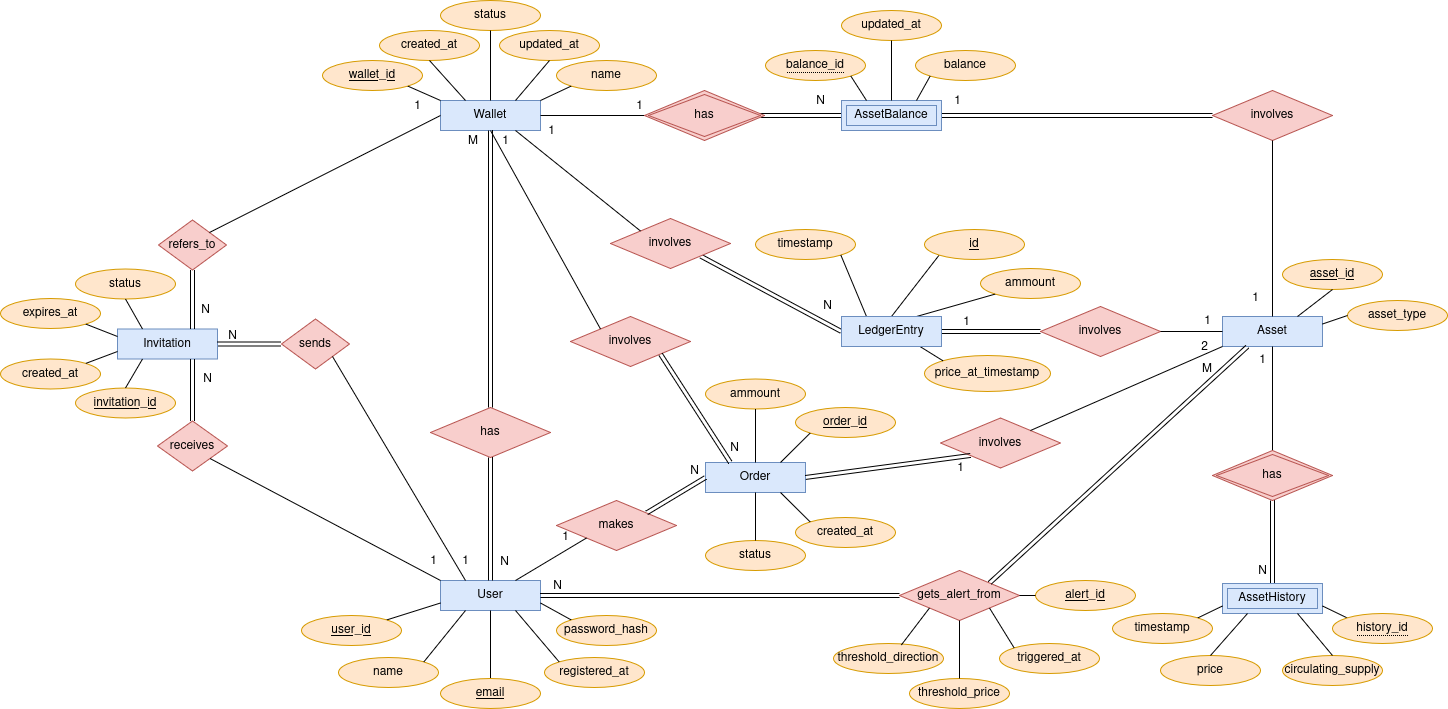 status
created_at
updated_at
wallet_id
name
Wallet
1
1
M
1
1
has
N
updated_at
balance_id
balance
AssetBalance
1
involves
refers_to
N
involves
timestamp
id
ammount
N
LedgerEntry
1
price_at_timestamp
involves
1
1
2
M
1
asset_id
asset_type
Asset
status
expires_at
Invitation
created_at
invitation_id
N
N
sends
receives
involves
has
ammount
order_id
N
N
Order
1
involves
created_at
status
makes
1
has
N
1
1
N
N
User
user_id
name
email
registered_at
password_hash
gets_alert_from
alert_id
threshold_direction
threshold_price
triggered_at
AssetHistory
timestamp
price
circulating_supply
history_id